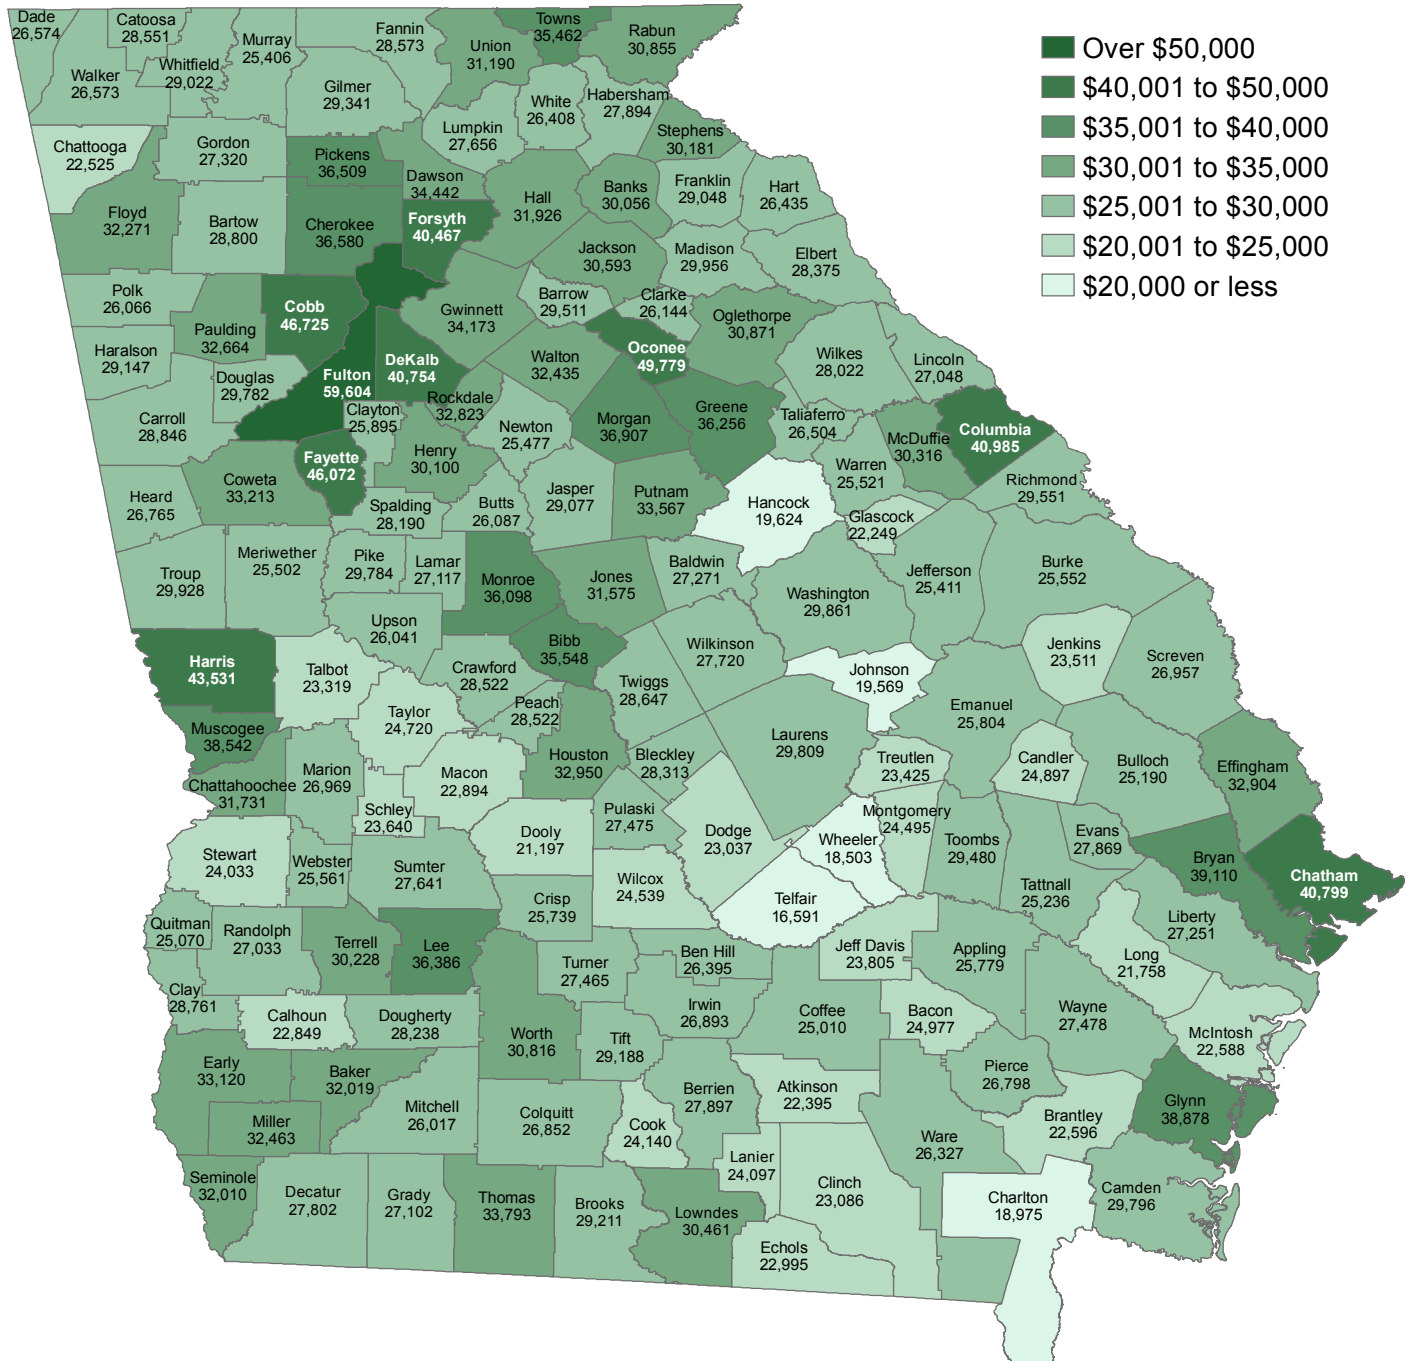 Over $50,000
$40,001 to $50,000
$35,001 to $40,000
$30,001 to $35,000
$25,001 to $30,000
$20,001 to $25,000
$20,000 or less
Dade
26,574
Catoosa
28,551
Fannin
28,573
Towns
35,462
Rabun
30,855
Union
31,190
Murray
25,406
Whitfield
29,022
Walker
26,573
Gilmer
29,341
White
26,408
Habersham
27,894
Lumpkin
27,656
Stephens
30,181
Chattooga
22,525
Gordon
27,320
Pickens
36,509
Dawson
34,442
Hall
31,926
Banks
30,056
Franklin
29,048
Hart
26,435
Floyd
32,271
Bartow
28,800
Cherokee
36,580
Forsyth
40,467
Jackson
30,593
Madison
29,956
Elbert
28,375
Polk
26,066
Paulding
32,664
Cobb
46,725
Gwinnett
34,173
Barrow
29,511
Clarke
26,144
Oglethorpe
30,871
Haralson
29,147
Douglas
29,782
Fulton
59,604
DeKalb
40,754
Walton
32,435
Oconee
49,779
Wilkes
28,022
Lincoln
27,048
Carroll
28,846
Clayton
25,895
Rockdale
32,823
Newton
25,477
Morgan
36,907
Greene
36,256
Taliaferro
26,504
McDuffie
30,316
Columbia
40,985
Fayette
46,072
Henry
30,100
Coweta
33,213
Heard
26,765
Spalding
28,190
Butts
26,087
Jasper
29,077
Putnam
33,567
Hancock
19,624
Warren
25,521
Glascock
22,249
Richmond
29,551
Troup
29,928
Meriwether
25,502
Pike
29,784
Lamar
27,117
Monroe
36,098
Jones
31,575
Baldwin
27,271
Washington
29,861
Jefferson
25,411
Burke
25,552
Upson
26,041
Bibb
35,548
Wilkinson
27,720
Johnson
19,569
Jenkins
23,511
Screven
26,957
Harris
43,531
Talbot
23,319
Crawford
28,522
Twiggs
28,647
Taylor
24,720
Peach
28,522
Emanuel
25,804
Muscogee
38,542
Laurens
29,809
Houston
32,950
Bleckley
28,313
Treutlen
23,425
Candler
24,897
Bulloch
25,190
Effingham
32,904
Chattahoochee
31,731
Marion
26,969
Macon
22,894
Schley
23,640
Pulaski
27,475
Montgomery
24,495
Dooly
21,197
Dodge
23,037
Wheeler
18,503
Toombs
29,480
Evans
27,869
Stewart
24,033
Webster
25,561
Sumter
27,641
Wilcox
24,539
Bryan
39,110
Chatham
40,799
Crisp
25,739
Telfair
16,591
Tattnall
25,236
Quitman
25,070
Randolph
27,033
Terrell
30,228
Lee
36,386
Liberty
27,251
Turner
27,465
Ben Hill
26,395
Jeff Davis
23,805
Appling
25,779
Long
21,758
Clay
28,761
Calhoun
22,849
Dougherty
28,238
Irwin
26,893
Coffee
25,010
Bacon
24,977
Wayne
27,478
Worth
30,816
Tift
29,188
McIntosh
22,588
Early
33,120
Baker
32,019
Pierce
26,798
Miller
32,463
Mitchell
26,017
Colquitt
26,852
Berrien
27,897
Atkinson
22,395
Cook
24,140
Brantley
22,596
Glynn
38,878
Ware
26,327
Lanier
24,097
Seminole
32,010
Decatur
27,802
Grady
27,102
Thomas
33,793
Brooks
29,211
Lowndes
30,461
Clinch
23,086
Charlton
18,975
Camden
29,796
Echols
22,995